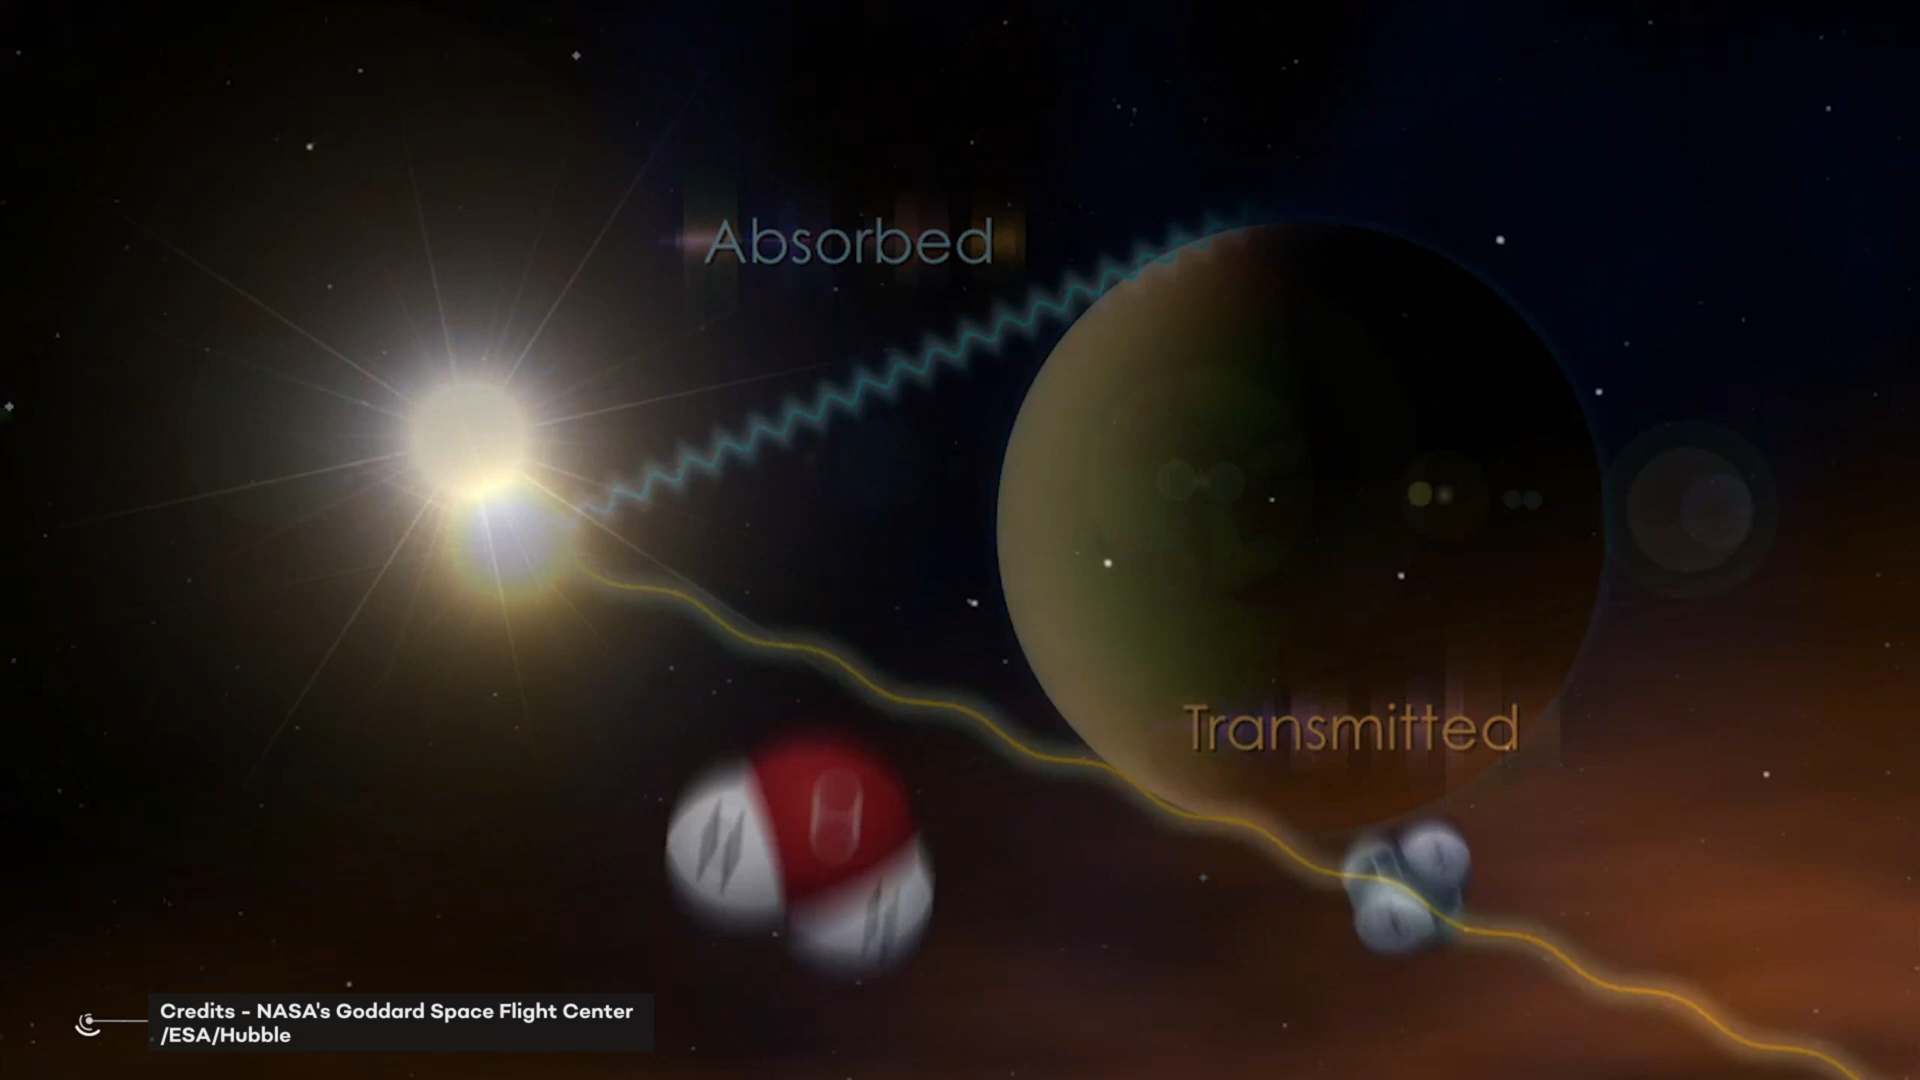 Absorbed
Transmitted
Credits - NASA's Goddard Space Flight Center
/ESA/Hubble